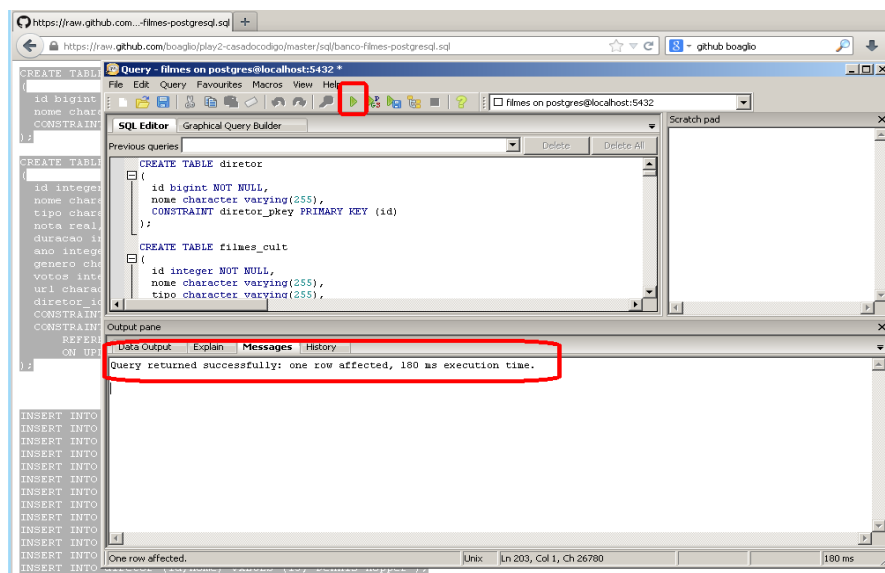 https://raw.github.com...-filmes-postgresql.sql
https://raw.github.com/boaglio/play2-casadocodigo/master/sql/banco-filmes-postgresql.sql
github boaglio
CREATE TABL
(
id bigint
nome chara
CONSTRAINT
);
CREATE TABL
(
id integer
nome chara
tipo chara
nota real,
duracao in
ano intege
genero cha
votos inte
url charac
diretor_id
CONSTRAINT
CONSTRAINT
REFERE
ON UPD
);
INSERT INTO
INSERT INTO
INSERT INTO
INSERT INTO
INSERT INTO
INSERT INTO
INSERT INTO
INSERT INTO
INSERT INTO
INSERT INTO
INSERT INTO
INSERT INTO
INSERT INTO
Query - filmes on postgres@localhost:5432 *
File Edit Query Favourites Macros View Help
filmes on postgres@localhost:5432
SQL Editor Graphical Query Builder
Previous queries Delete Delete All
CREATE TABLE diretor
(
id bigint NOT NULL,
nome character varying(255),
CONSTRAINT diretor_pkey PRIMARY KEY (id)
);
CREATE TABLE filmes_cult
(
id integer NOT NULL,
nome character varying(255),
tipo character varying(255),
Scratch pad
Output pane
Data Output Explain Messages History
Query returned successfully: one row affected, 180 ms execution time.
One row affected. Unix Ln 203, Col 1, Ch 26780 180 ms